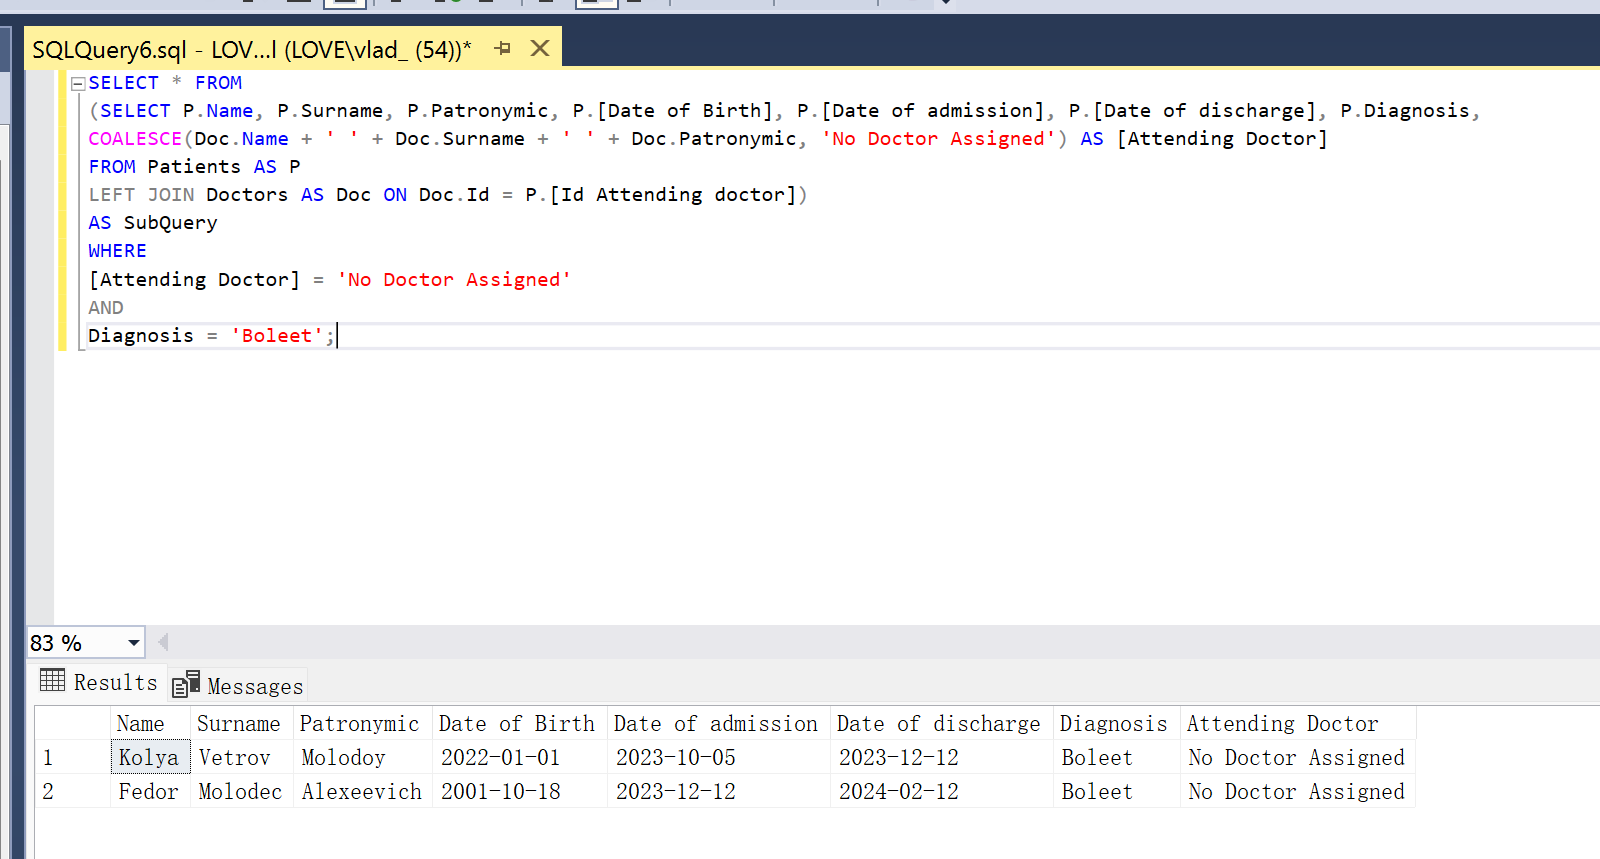 SQLQuery6.sql - LOV...l (LOVE\vlad_ (54))*
SELECT * FROM
(SELECT P.Name, P.Surname, P.Patronymic, P.[Date of Birth], P.[Date of admission], P.[Date of discharge], P.Diagnosis,
COALESCE(Doc.Name + ' ' + Doc.Surname + ' ' + Doc.Patronymic, 'No Doctor Assigned') AS [Attending Doctor]
FROM Patients AS P
LEFT JOIN Doctors AS Doc ON Doc.Id = P.[Id Attending doctor])
AS SubQuery
WHERE
[Attending Doctor] = 'No Doctor Assigned'
AND
Diagnosis = 'Boleet';
83 %
Results Messages
Name Surname Patronymic Date of Birth Date of admission Date of discharge Diagnosis Attending Doctor
1 Kolya Vetrov Molodoy 2022-01-01 2023-10-05 2023-12-12 Boleet No Doctor Assigned
2 Fedor Molodec Alexeevich 2001-10-18 2023-12-12 2024-02-12 Boleet No Doctor Assigned